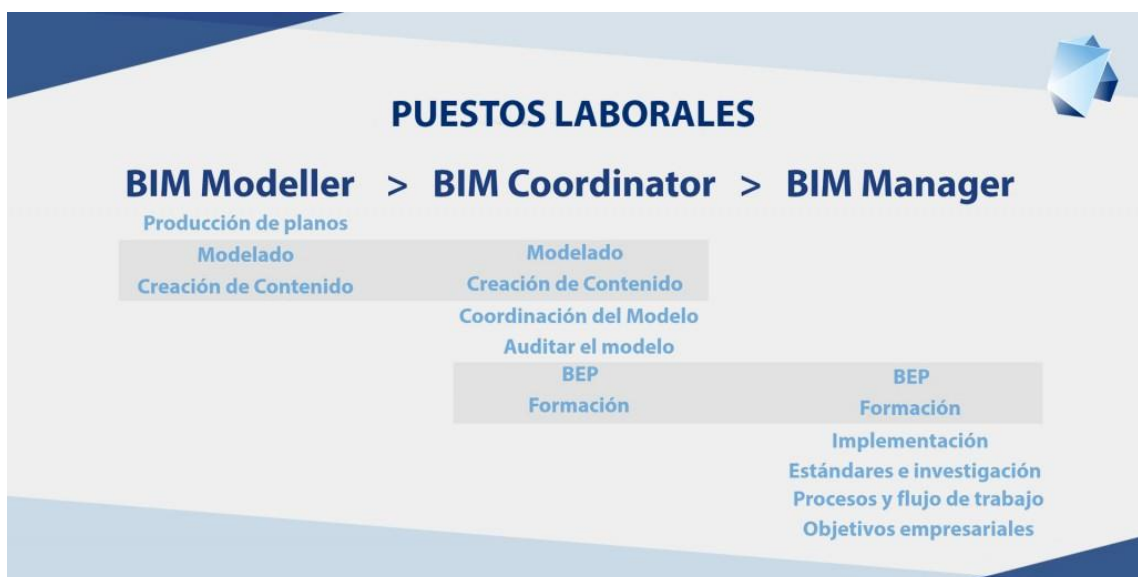 PUESTOS LABORALES
BIM Modeller > BIM Coordinator > BIM Manager
Producción de planos
Modelado Modelado
Creación de Contenido Creación de Contenido
Coordinación del Modelo
Auditar el modelo
BEP BEP
Formación Formación
Implementación
Estándares e investigación
Procesos y flujo de trabajo
Objetivos empresariales